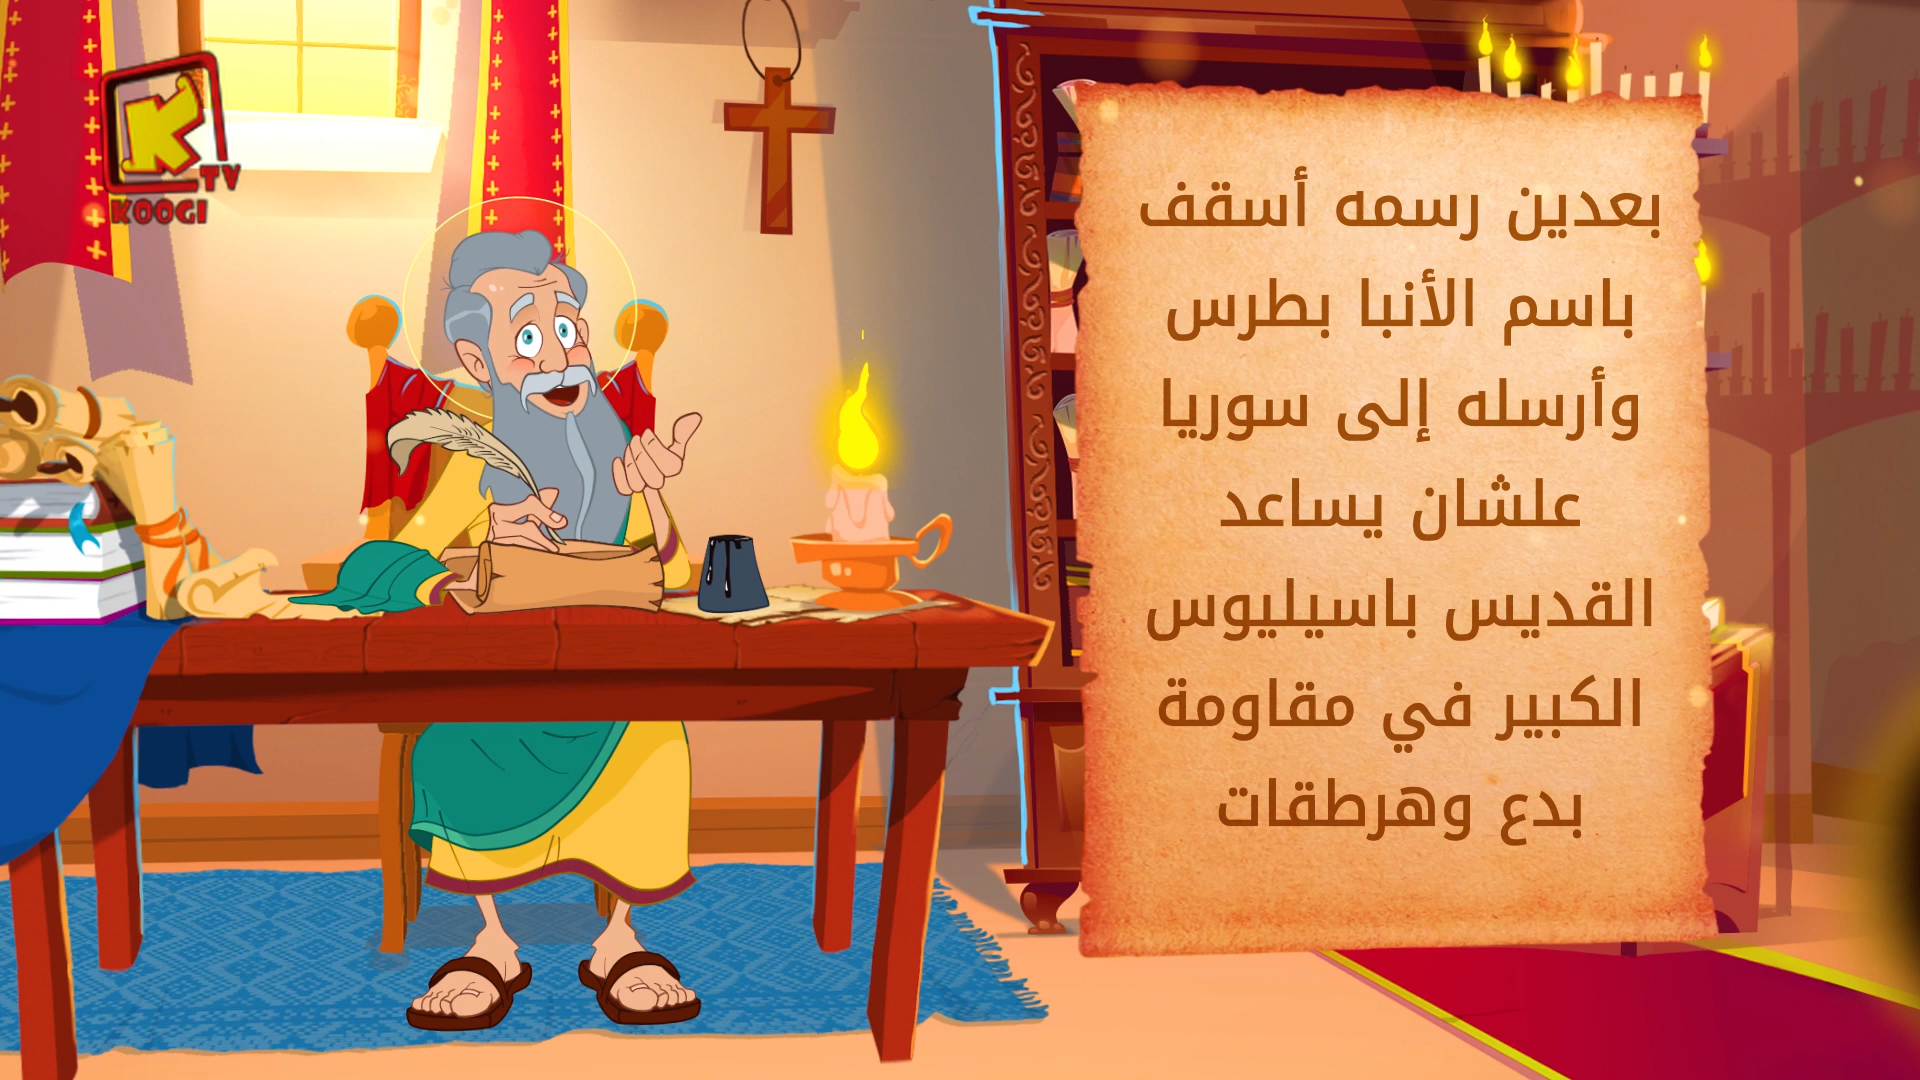 TV
KOOGI
بعدين رسمه أسقف
باسم الأنبا بطرس
وأرسله إلى سوريا
علشان يساعد
القديس باسيليوس
الكبير في مقاومة
بدع وهرطقات